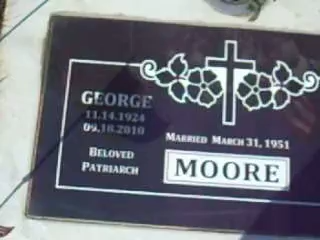 GEORGE
11.14.1924
09.18.2010
BELOVED
PATRIARCH
MARRIED MARCH 31, 1951
MOORE